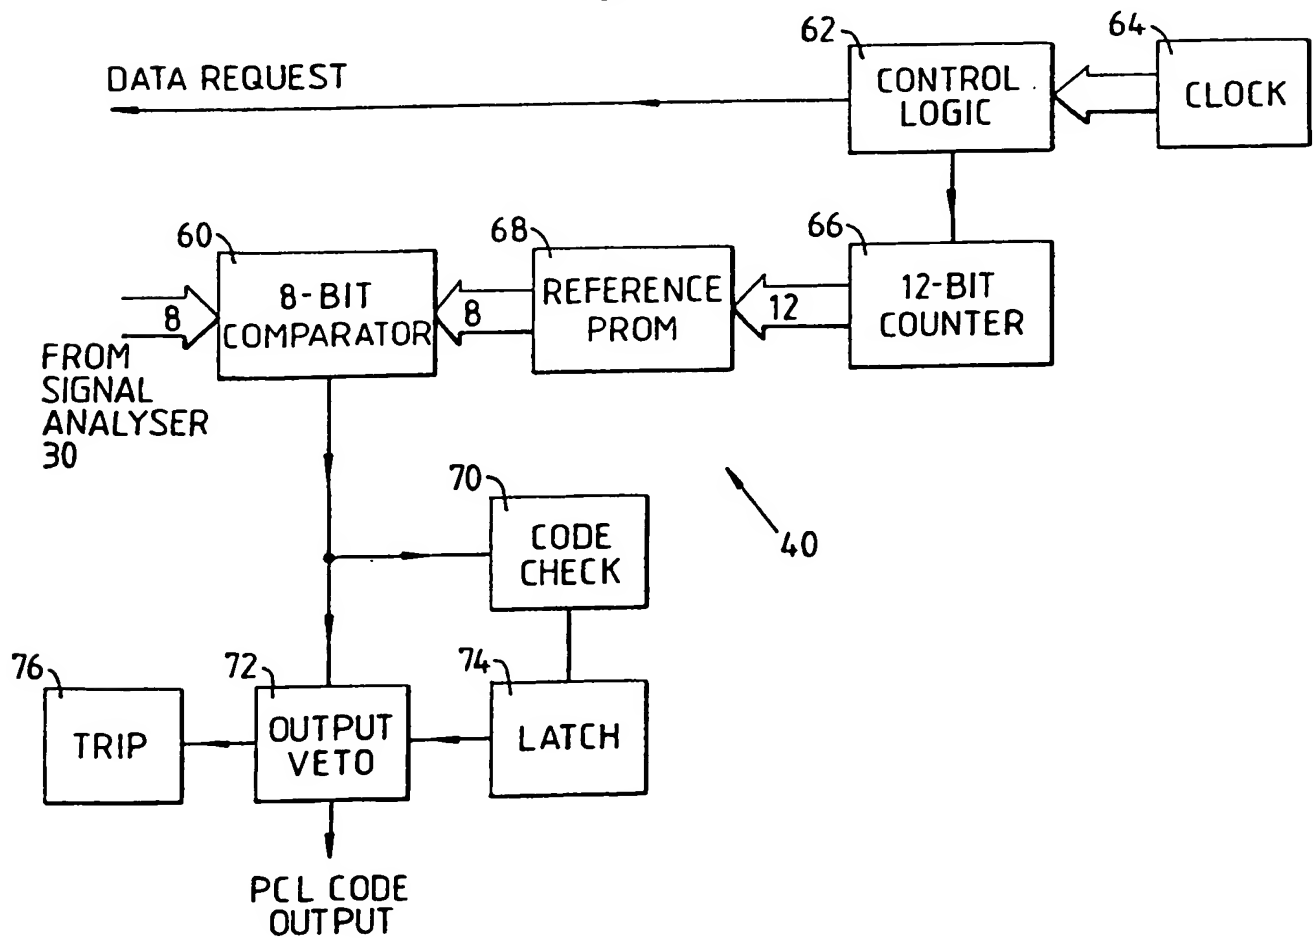 62
64
DATA REQUEST
CONTROL
LOGIC
CLOCK
60
68
66
8
8-BIT
COMPARATOR
8
REFERENCE
PROM
12
12-BIT
COUNTER
FROM
SIGNAL
ANALYSER
30
70
CODE
CHECK
40
76
72
74
TRIP
OUTPUT
VETO
LATCH
PCL CODE
OUTPUT